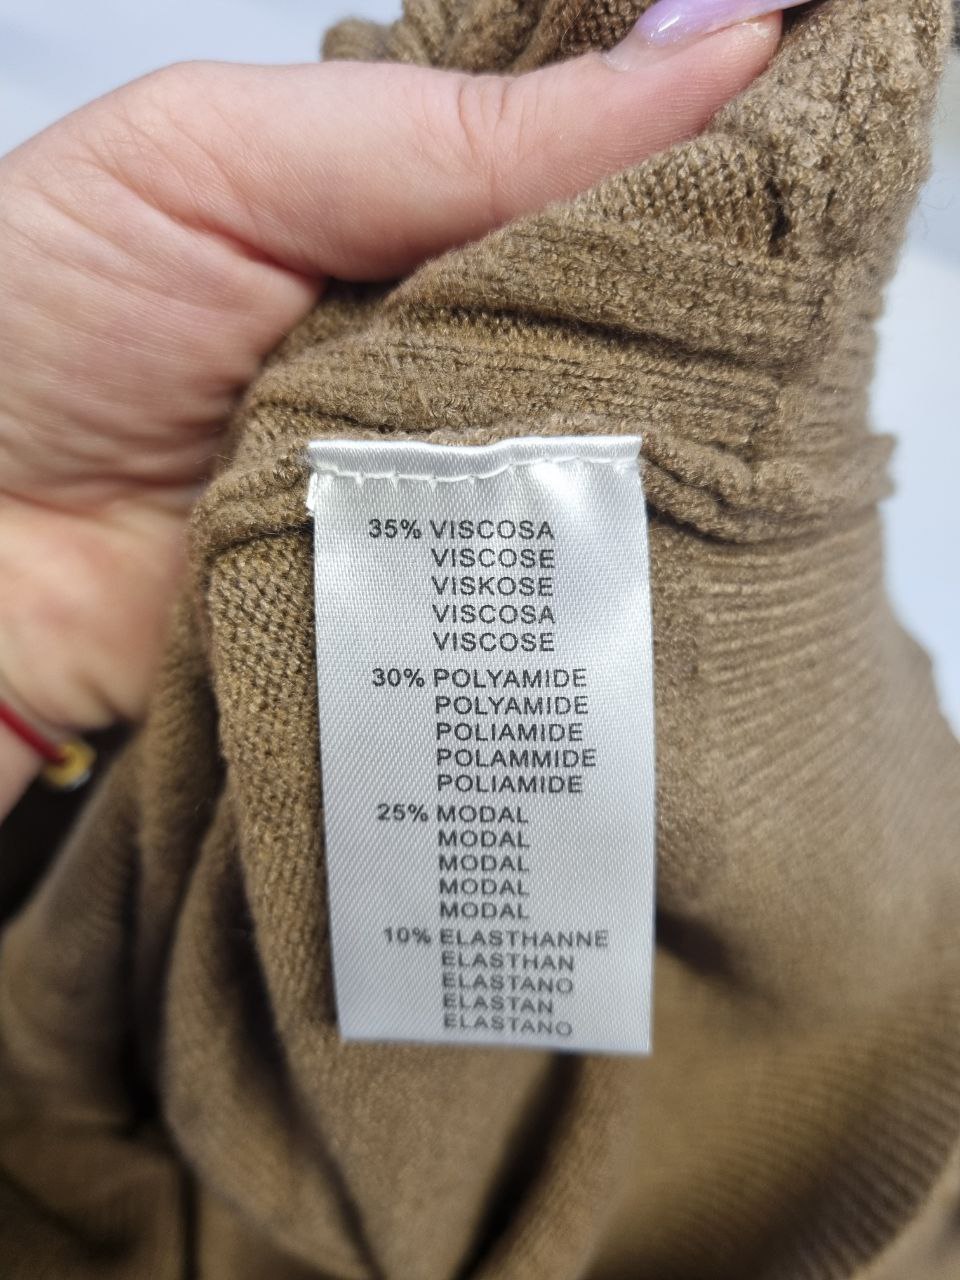 35% VISCOSA
VISCOSE
VISKOSE
VISCOSA
VISCOSE
30% POLYAMIDE
POLYAMIDE
POLIAMIDE
POLAMMIDE
POLIAMIDE
25% MODAL
MODAL
MODAL
MODAL
MODAL
10% ELASTHANNE
ELASTHAN
ELASTANO
ELASTAN
ELASTANO